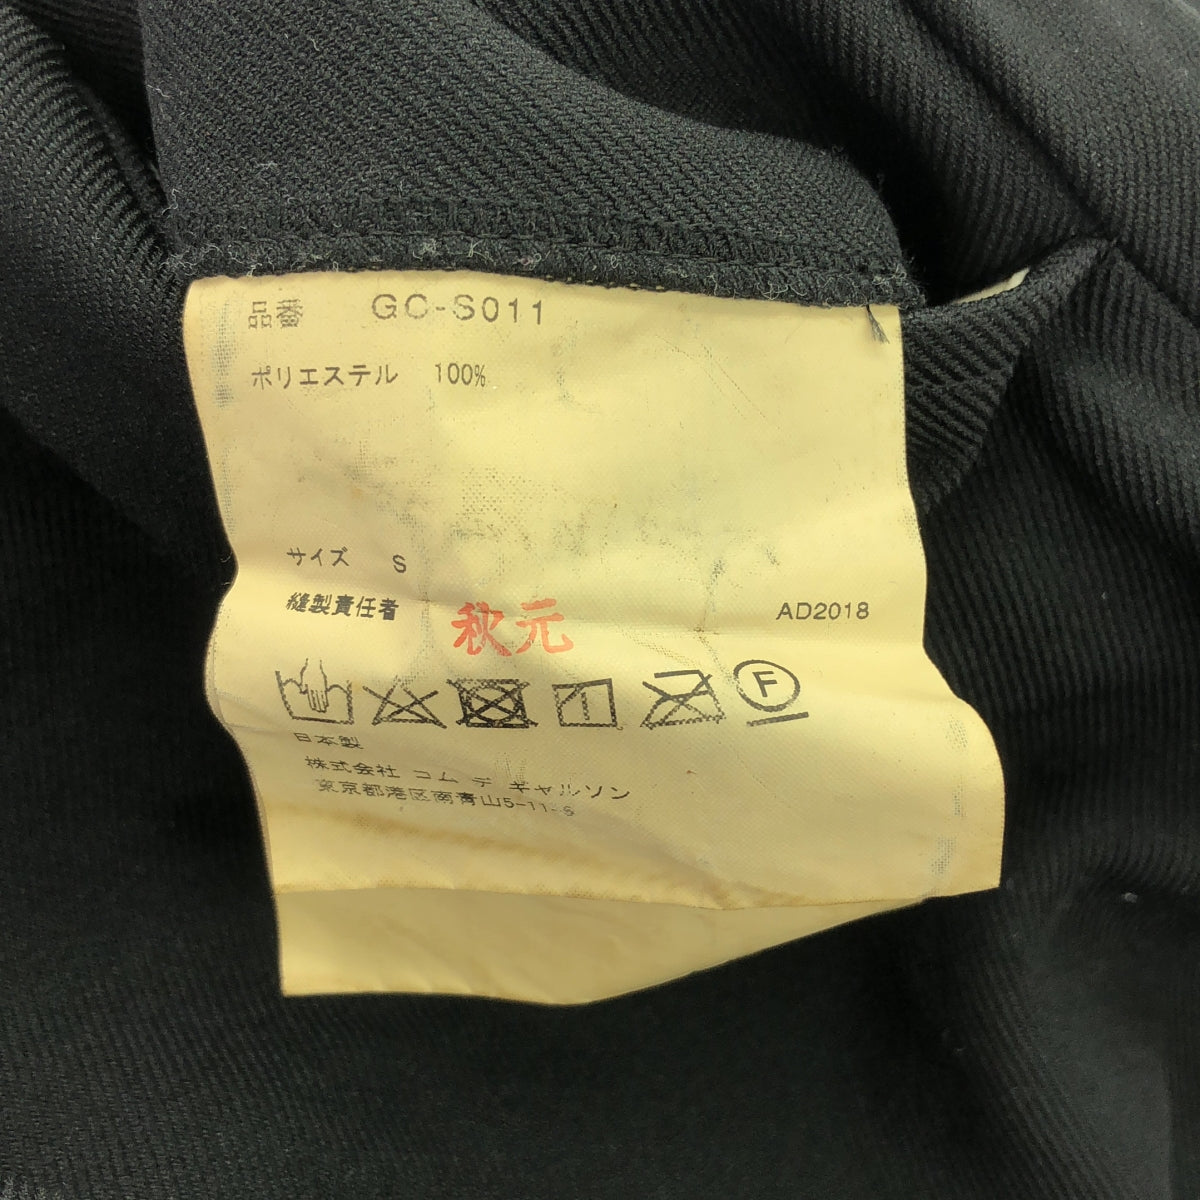 品番 GC-S011
ポリエステル 100%
サイズ S
縫製責任者 秋元 AD2018
F
日本製
株式会社 コム デ ギャルソン
東京都港区南青山5-11-5